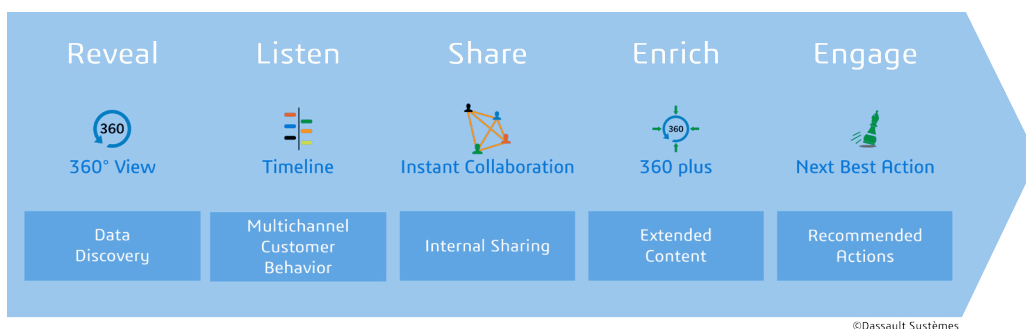 Reveal
Listen
Share
Enrich
Engage
360
360
360° View
Timeline
Instant Collaboration
360 plus
Next Best Action
Data
Discovery
Multichannel
Customer
Behavior
Internal Sharing
Extended
Content
Recommended
Actions
©Dassault Systèmes